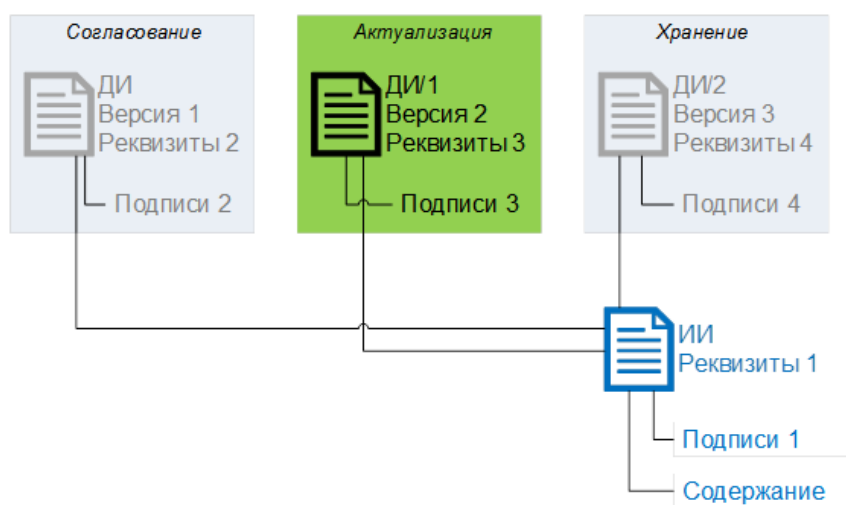 Согласование
ДИ
Версия 1
Реквизиты 2
Подписи 2
Актуализация
ДИ/1
Версия 2
Реквизиты 3
Подписи 3
Хранение
ДИ/2
Версия 3
Реквизиты 4
Подписи 4
ИИ
Реквизиты 1
Подписи 1
Содержание